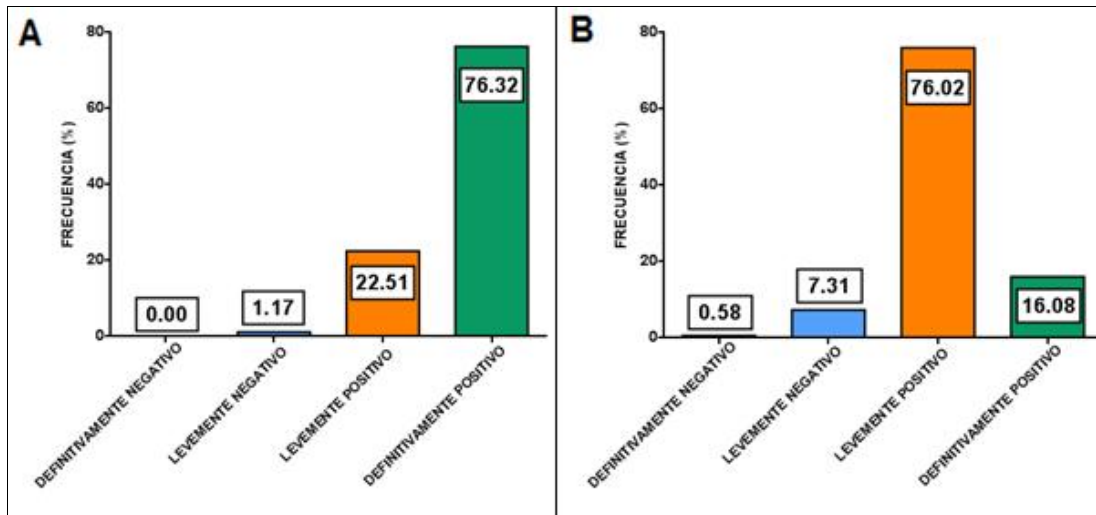 A
FRECUENCIA (%)
80
60
40
20
0
0.00
1.17
22.51
76.32
DEFINITIVAMENTE NEGATIVO
LEVEMENTE NEGATIVO
LEVEMENTE POSITIVO
DEFINITIVAMENTE POSITIVO
B
FRECUENCIA (%)
80
60
40
20
0
0.58
7.31
76.02
16.08
DEFINITIVAMENTE NEGATIVO
LEVEMENTE NEGATIVO
LEVEMENTE POSITIVO
DEFINITIVAMENTE POSITIVO